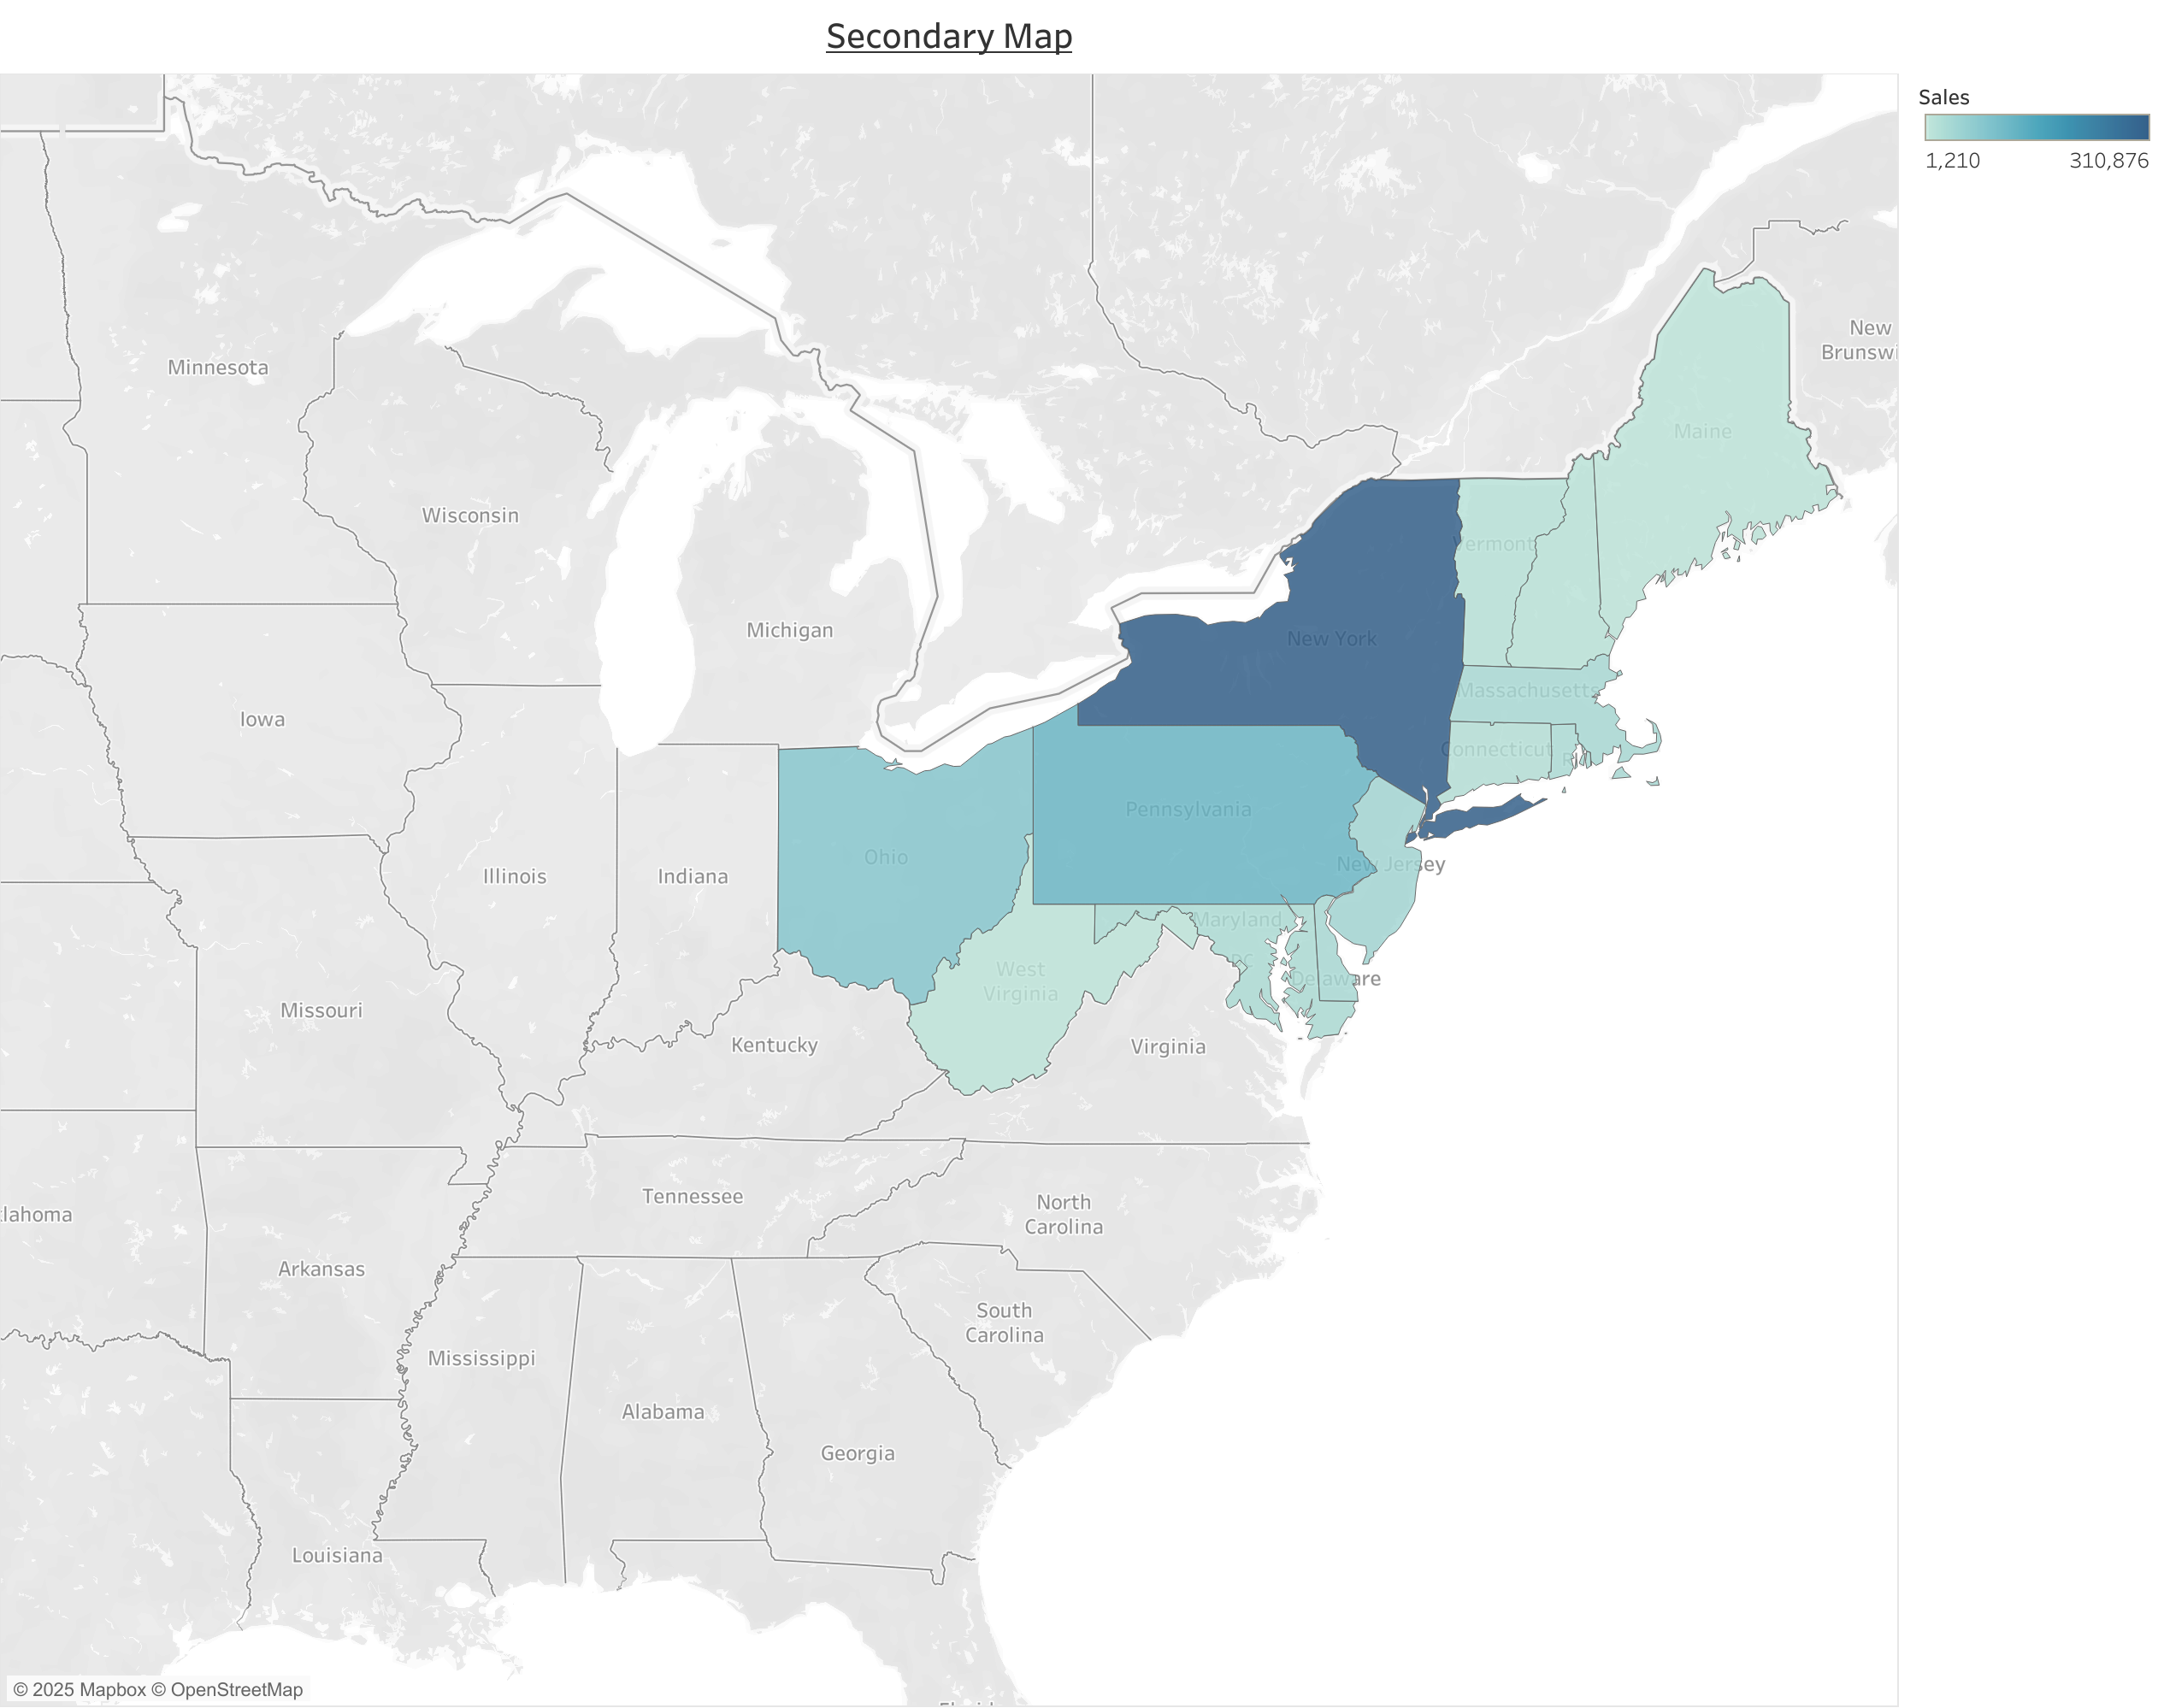 Secondary Map
Sales
1,210
310,876
New
Brunswi
Minnesota
Maine
Wisconsin
Vermont
Michigan
New York
Massachusetts
Iowa
Connecticut
RI
Pennsylvania
Ohio
New Jersey
Illinois
Indiana
Maryland
DC
West
Virginia
Delaware
Missouri
Kentucky
Virginia
Tennessee
North
Carolina
lahoma
Arkansas
South
Carolina
Mississippi
Alabama
Georgia
Louisiana
© 2025 Mapbox © OpenStreetMap